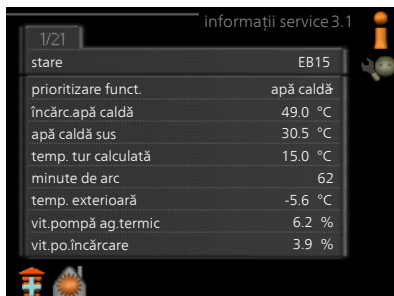 informații service 3.1
1/21
stare EB15
prioritizare funct. apă caldă
încărc.apă caldă 49.0 °C
apă caldă sus 30.5 °C
temp. tur calculată 15.0 °C
minute de arc 62
temp. exterioară -5.6 °C
vit.pompă ag.termic 6.2 %
vit.po.încărcare 3.9 %